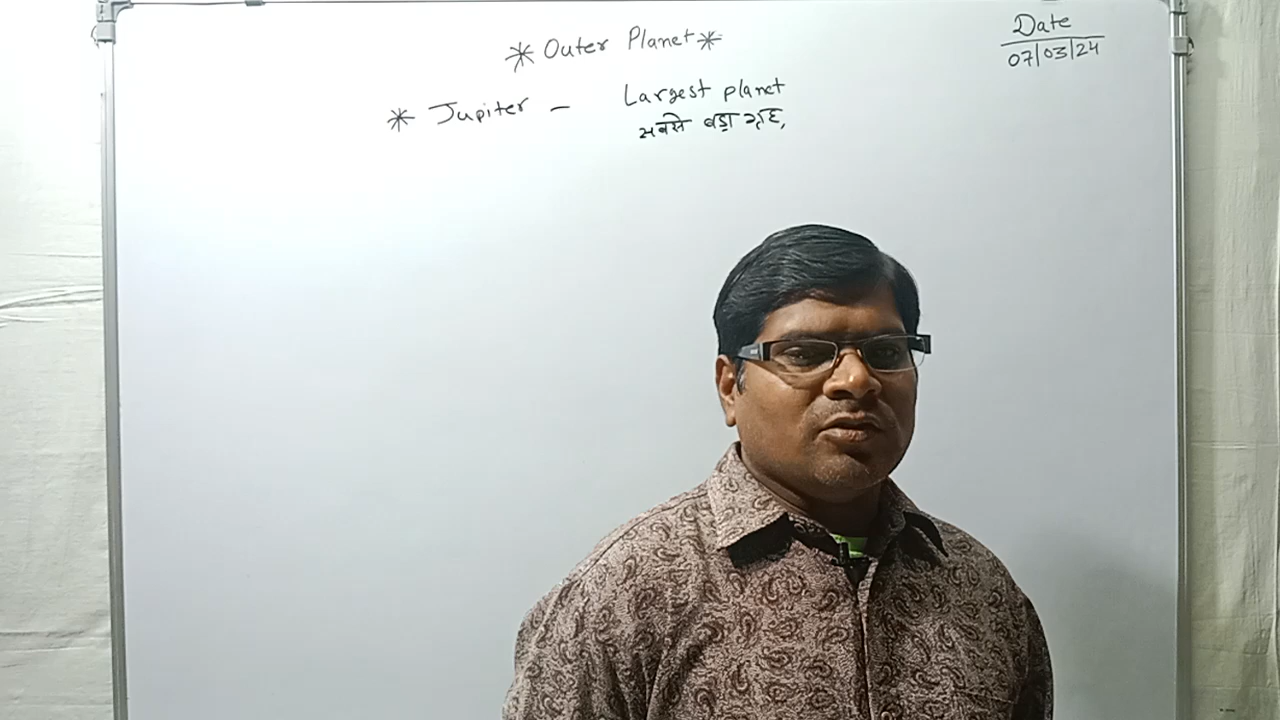 * Outer Planet *
Date
07/03/24
* Jupiter - Largest planet
सबसे बड़ा ग्रह,